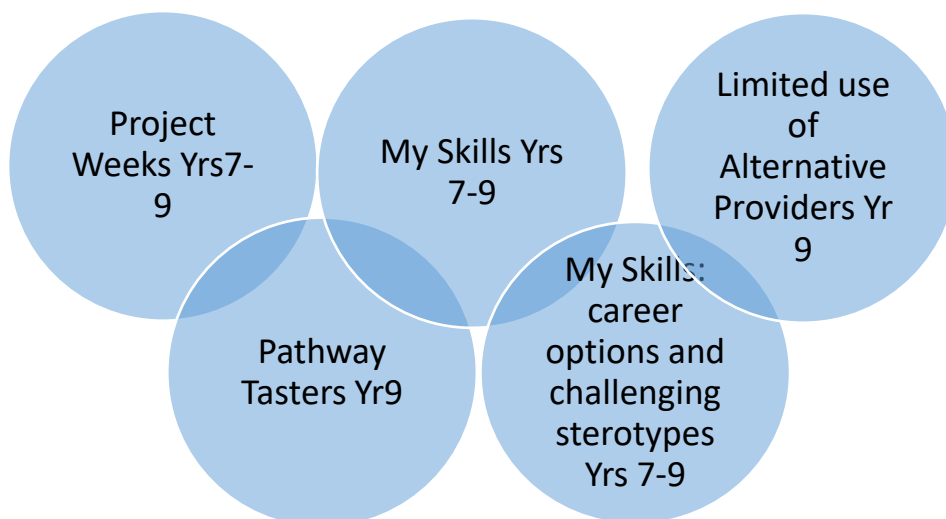 Project
Weeks Yrs7-
9
My Skills Yrs
7-9
Limited use
of
Alternative
Providers Yr
9
Pathway
Tasters Yr9
My Skills:
career
options and
challenging
sterotypes
Yrs 7-9